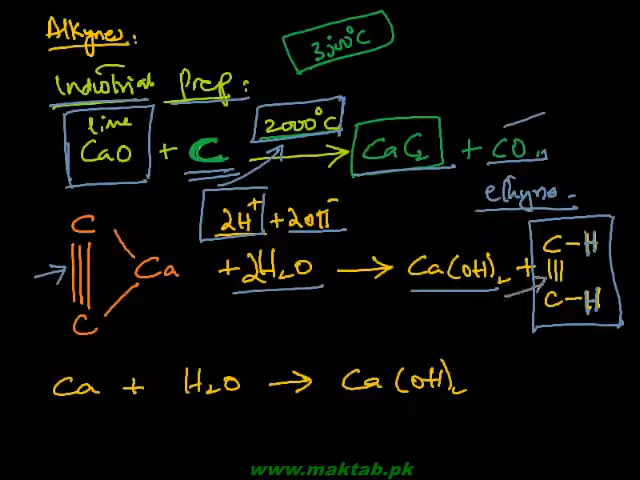 Alkynes:
3500°C
Industrial Prep:
lime
2000°C
CaO + C ⟶ CaC₂ + CO
ethyne.
2H⁺ + 2OH⁻
C ≡ C Ca + 2H₂O ⟶ Ca(OH)₂ + C-H ≡ C-H
Ca + H₂O → Ca(OH)₂
www.maktab.pk